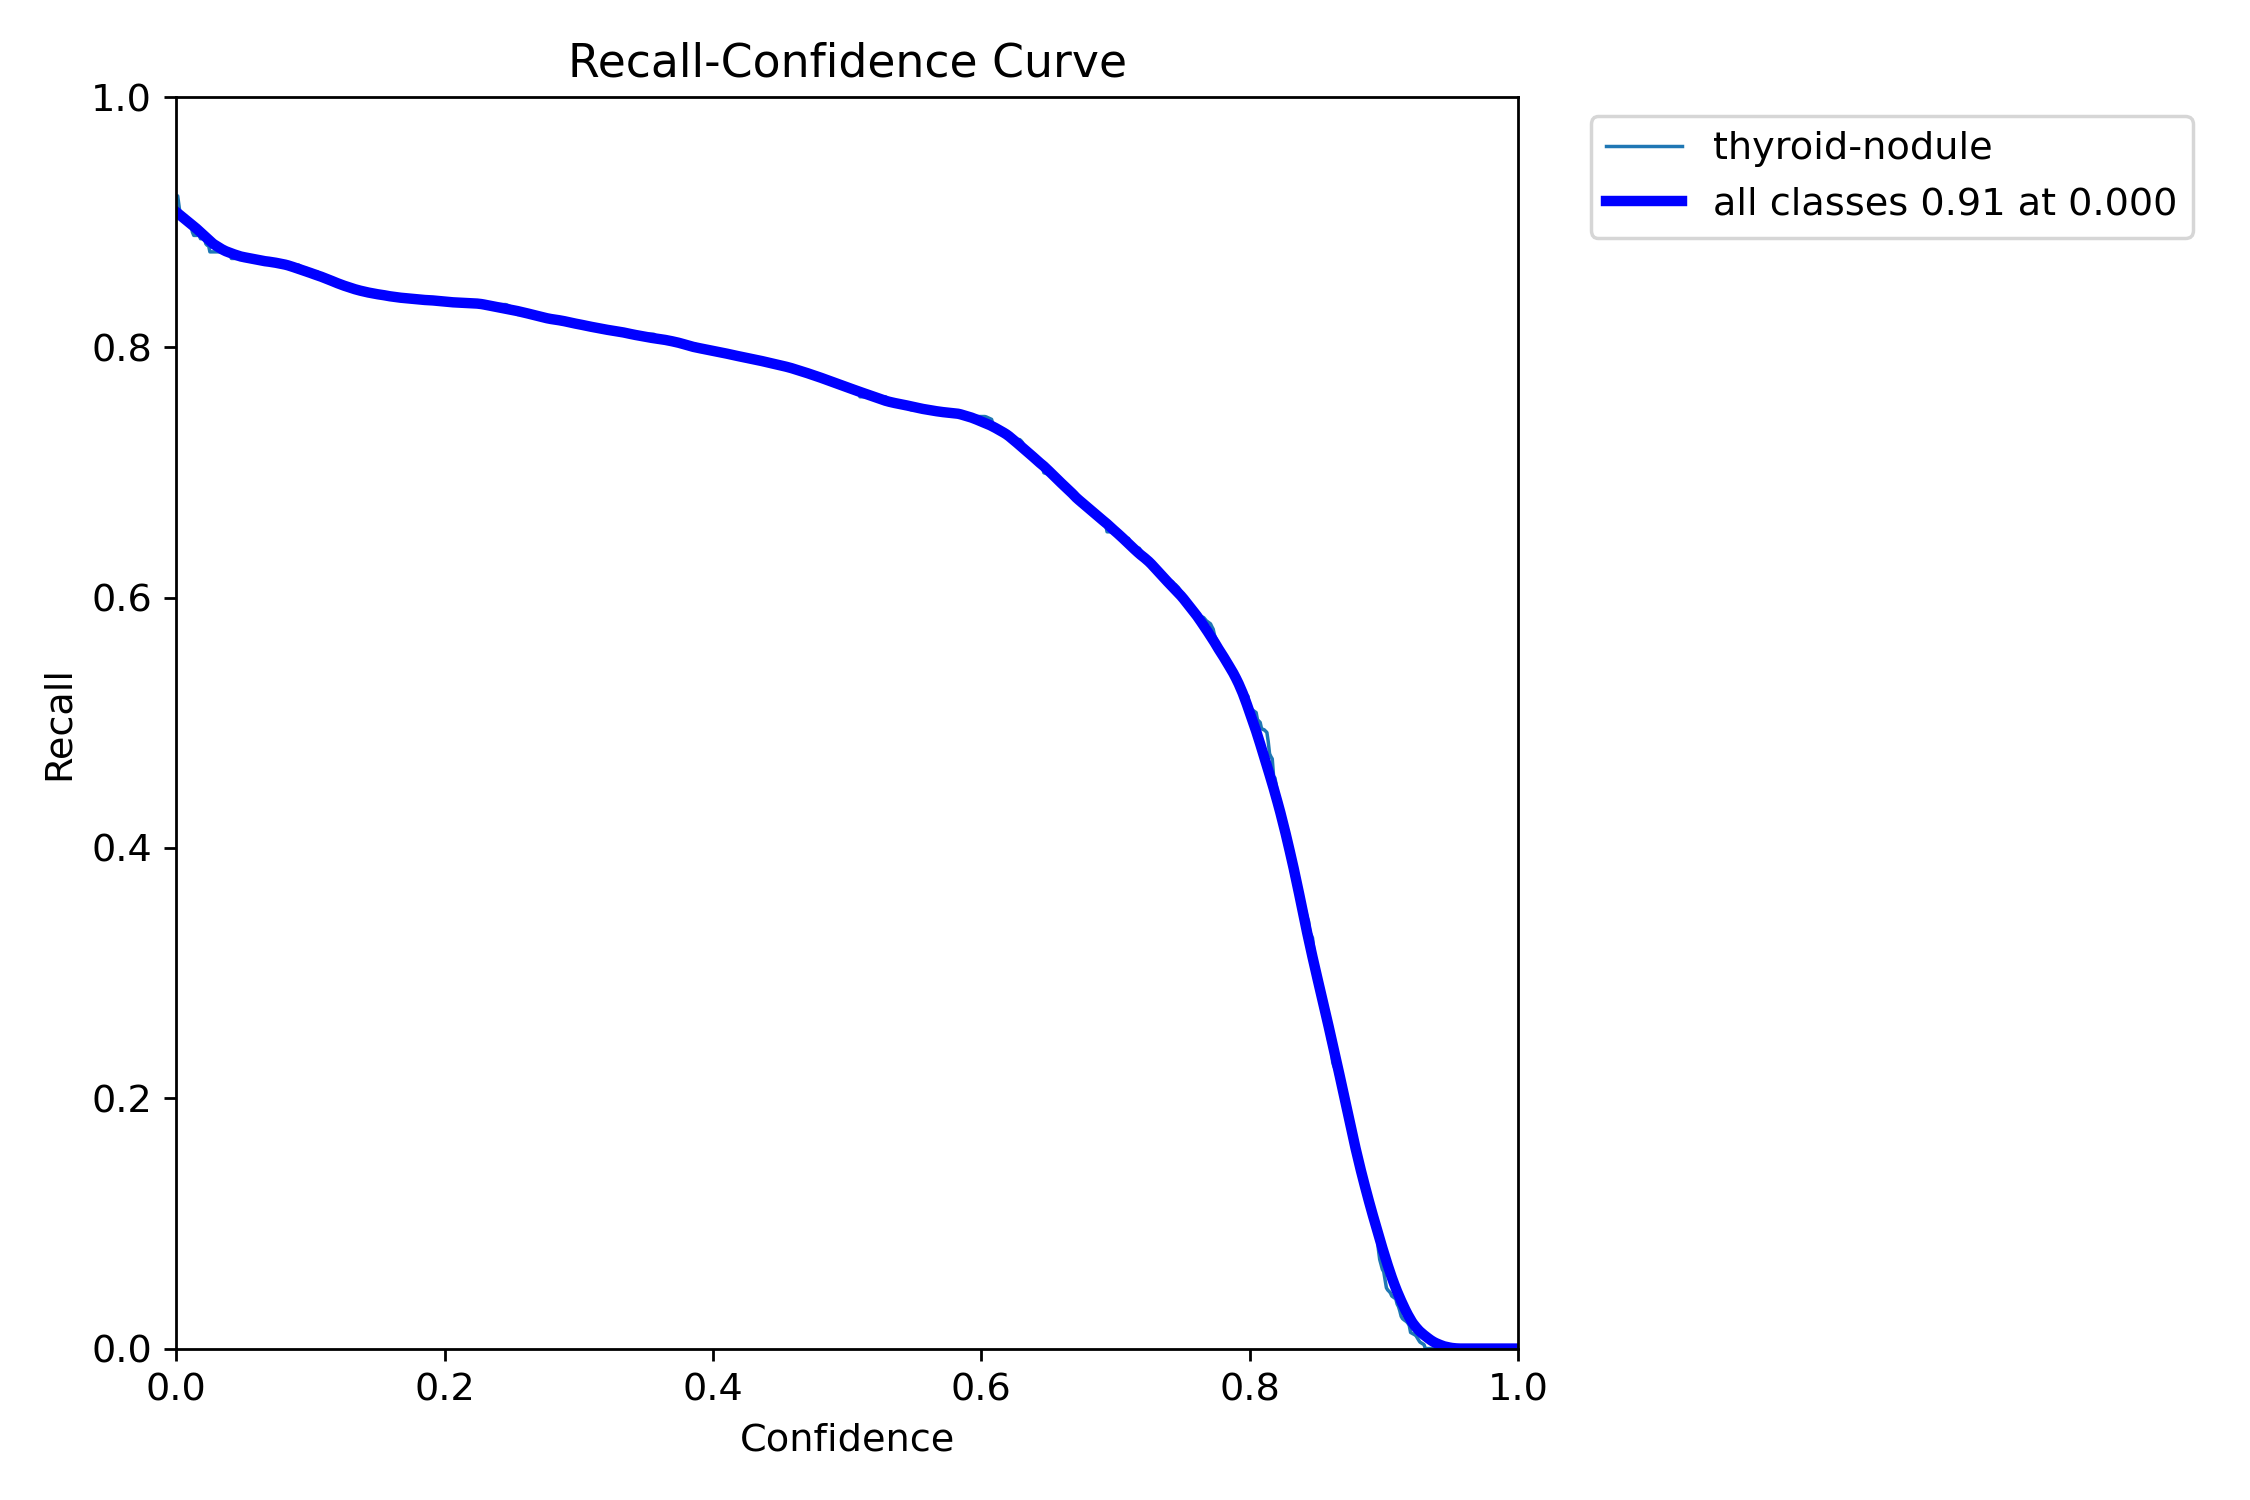 Recall-Confidence Curve
thyroid-nodule
all classes 0.91 at 0.000
1.0
0.8
0.6
0.4
0.2
0.0
Recall
0.0 0.2 0.4 0.6 0.8 1.0
Confidence